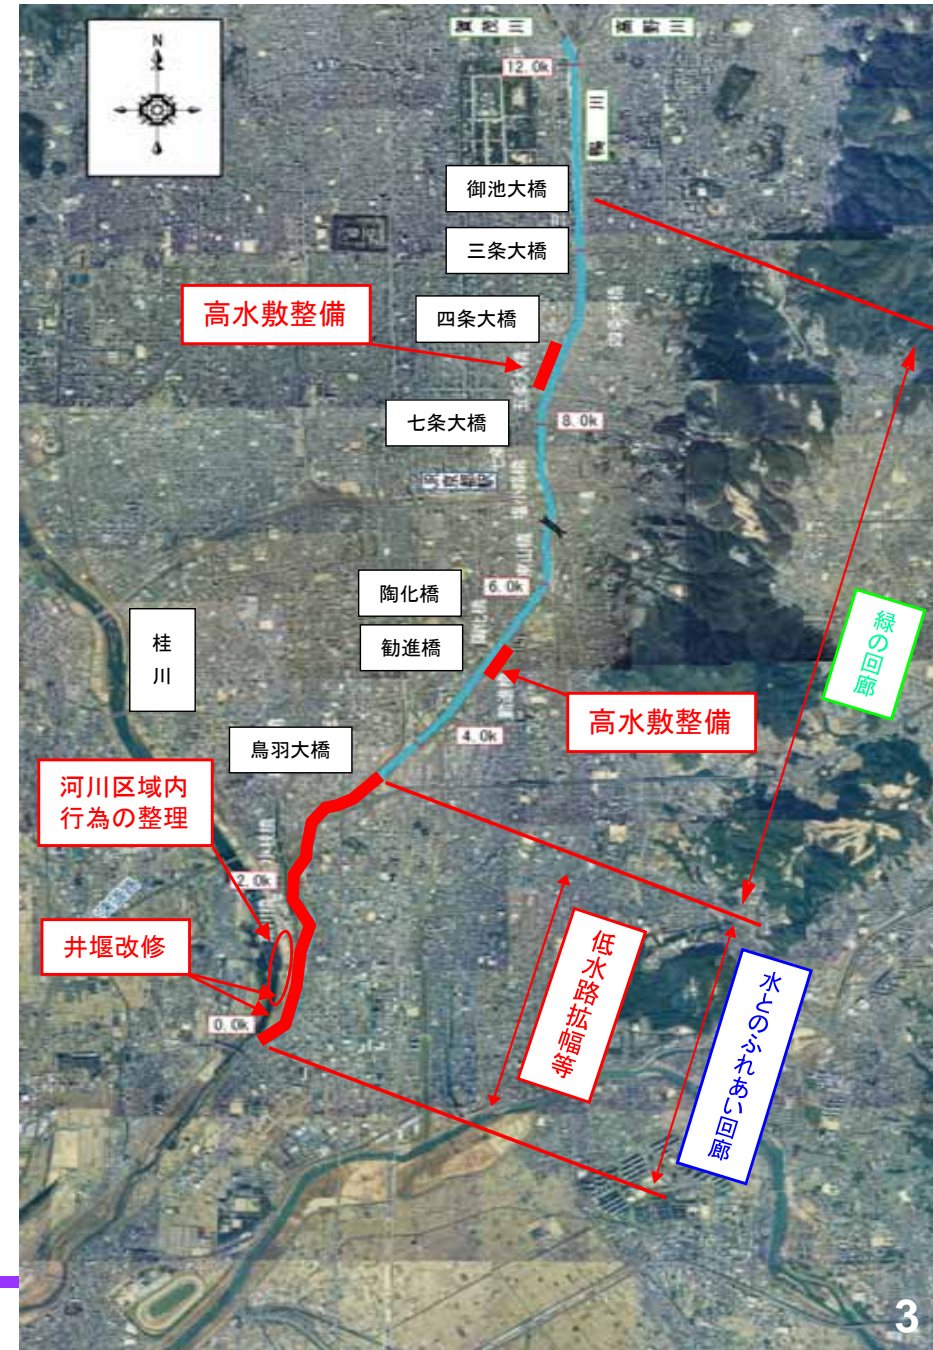 N
12.0k
御池大橋
三条大橋
高水敷整備
四条大橋
七条大橋
8.0k
陶化橋
6.0k
勧進橋
桂川
緑の回廊
高水敷整備
4.0k
鳥羽大橋
河川区域内
行為の整理
2.0k
井堰改修
0.0k
低水路拡幅等
水とのふれあい回廊
3